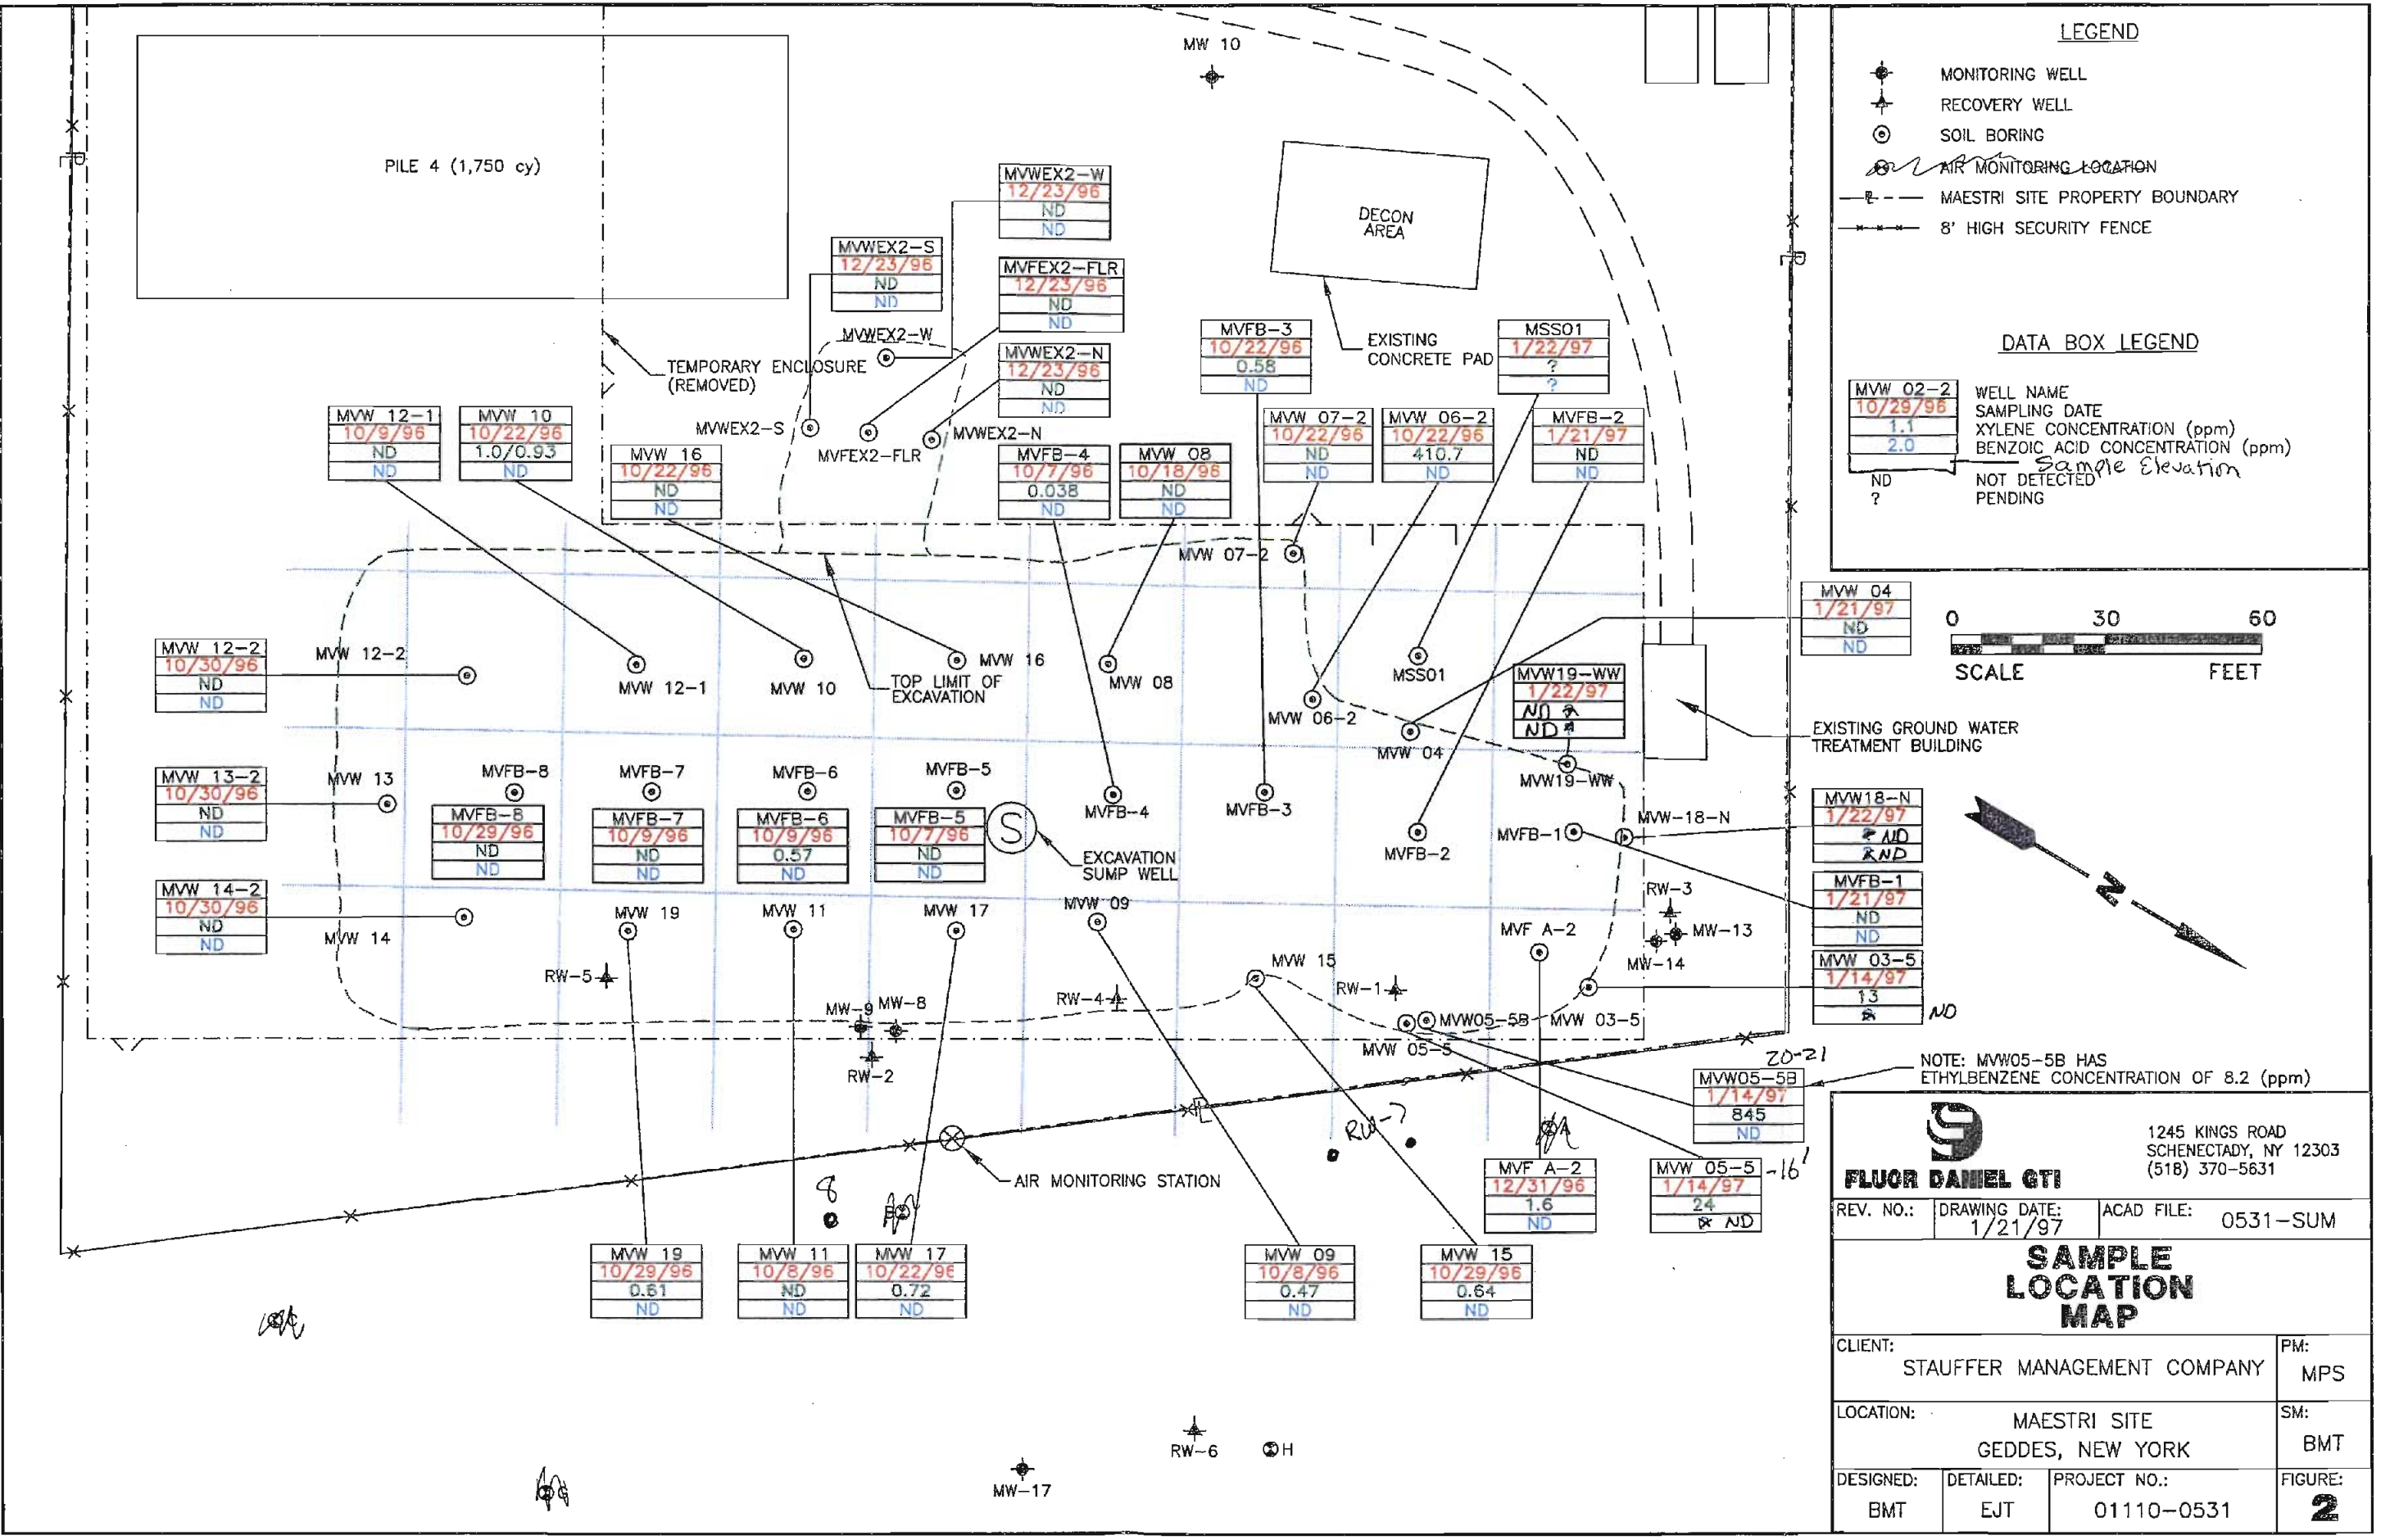 MW 10
PILE 4 (1,750 cy)
DECON
AREA
EXISTING
CONCRETE PAD
TEMPORARY ENCLOSURE
(REMOVED)
MVWEX2-W
12/23/96
ND
ND
MVWEX2-S
12/23/96
ND
ND
MVFEX2-FLR
12/23/96
ND
ND
MVWEX2-N
12/23/96
ND
ND
MVWEX2-W
MVWEX2-S
MVFEX2-FLR
MVWEX2-N
MVFB-3
10/22/96
0.58
ND
MSS01
1/22/97
?
?
MVW 12-1
10/9/96
ND
ND
MVW 10
10/22/96
1.0/0.93
ND
MVW 16
10/22/96
ND
ND
MVFB-4
10/7/96
0.038
ND
MVW 08
10/18/96
ND
ND
MVW 07-2
10/22/96
ND
ND
MVW 06-2
10/22/96
410.7
ND
MVFB-2
1/21/97
ND
ND
MVW 07-2
MVW 04
1/21/97
ND
ND
MVW 12-2
10/30/96
ND
ND
MVW 12-2
MVW 12-1
MVW 10
MVW 16
TOP LIMIT OF
EXCAVATION
MVW 08
MVW 06-2
MSS01
MVW 04
MVW19-WW
1/22/97
ND
ND
MVW19-WW
EXISTING GROUND WATER
TREATMENT BUILDING
MVW 13-2
10/30/96
ND
ND
MVW 13
MVFB-8
MVFB-7
MVFB-6
MVFB-5
MVFB-8
10/29/96
ND
ND
MVFB-7
10/9/96
ND
ND
MVFB-6
10/9/96
0.57
ND
MVFB-5
10/7/96
ND
ND
S
EXCAVATION
SUMP WELL
MVFB-4
MVFB-3
MVFB-2
MVFB-1
MVW-18-N
MVW18-N
1/22/97
? ND
ND
MVFB-1
1/21/97
ND
ND
MVW 03-5
1/14/97
13
ND
MVW 14-2
10/30/96
ND
ND
MVW 14
MVW 19
MVW 11
MVW 17
MVW 09
MVF A-2
RW-3
MW-13
MW-14
RW-5
MW-9
MW-8
RW-2
RW-4
MVW 15
RW-1
MVW05-5B
MVW 03-5
MVW 05-5
20-21
MVW05-5B
1/14/97
845
ND
NOTE: MVW05-5B HAS
ETHYLBENZENE CONCENTRATION OF 8.2 (ppm)
AIR MONITORING STATION
RW-7
8
MVF A-2
12/31/96
1.6
ND
MVW 05-5
1/14/97
24
ND
-16'
MVW 19
10/29/96
0.61
ND
MVW 11
10/8/96
ND
ND
MVW 17
10/22/96
0.72
ND
MVW 09
10/8/96
0.47
ND
MVW 15
10/29/96
0.64
ND
RW-6
H
MW-17
LEGEND
MONITORING WELL
RECOVERY WELL
SOIL BORING
AIR MONITORING LOCATION
MAESTRI SITE PROPERTY BOUNDARY
8' HIGH SECURITY FENCE
DATA BOX LEGEND
MVW 02-2 WELL NAME
10/29/96 SAMPLING DATE
1.1 XYLENE CONCENTRATION (ppm)
2.0 BENZOIC ACID CONCENTRATION (ppm)
Sample Elevation
ND NOT DETECTED
? PENDING
0 30 60
SCALE FEET
N
FLUOR DANIEL GTI
1245 KINGS ROAD
SCHENECTADY, NY 12303
(518) 370-5631
REV. NO.:
DRAWING DATE:
1/21/97
ACAD FILE: 0531-SUM
SAMPLE
LOCATION
MAP
CLIENT:
STAUFFER MANAGEMENT COMPANY
PM:
MPS
LOCATION:
MAESTRI SITE
GEDDES, NEW YORK
SM:
BMT
DESIGNED:
BMT
DETAILED:
EJT
PROJECT NO.:
01110-0531
FIGURE:
2